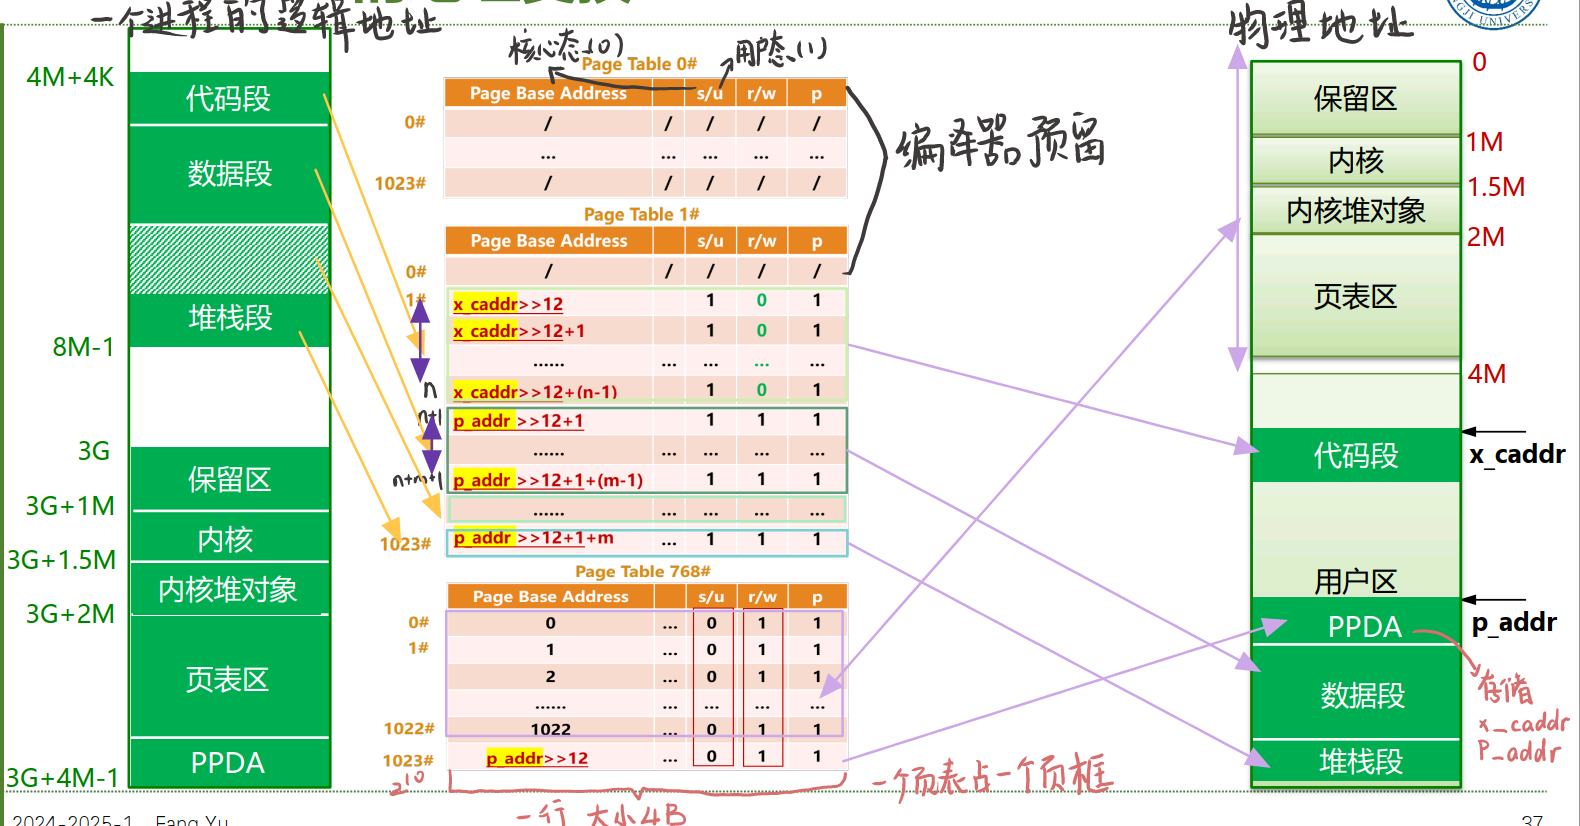 一个进程的逻辑地址
4M+4K
代码段
数据段
堆栈段
8M-1
3G
保留区
3G+1M
内核
3G+1.5M
内核堆对象
3G+2M
页表区
PPDA
3G+4M-1
核心态(0)
用户态(1)
Page Table 0#
Page Base Address s/u r/w p
0# / / / / /
... ... ... ... ...
1023# / / / / /
编译器预留
Page Table 1#
Page Base Address s/u r/w p
0# / / / / /
1# x_caddr>>12 1 0 1
x_caddr>>12+1 1 0 1
...... ... ... ... ...
n x_caddr>>12+(n-1) 1 0 1
n+1 p_addr >>12+1 1 1 1
...... ... ... ... ...
n+m+1 p_addr >>12+1+(m-1) 1 1 1
...... ... ... ... ...
1023# p_addr >>12+1+m ... 1 1 1
Page Table 768#
Page Base Address s/u r/w p
0# 0 ... 0 1 1
1# 1 ... 0 1 1
2 ... 0 1 1
...... ... ... ... ...
1022# 1022 ... 0 1 1
1023# p_addr>>12 ... 0 1 1
2¹⁰
一行 大小4B
一个页表占一个页框
物理地址
0
保留区
1M
内核
1.5M
内核堆对象
2M
页表区
4M
代码段
x_caddr
用户区
PPDA
p_addr
数据段
堆栈段
存储
x_caddr
P_addr
2024-2025-1 Fang Yu
37